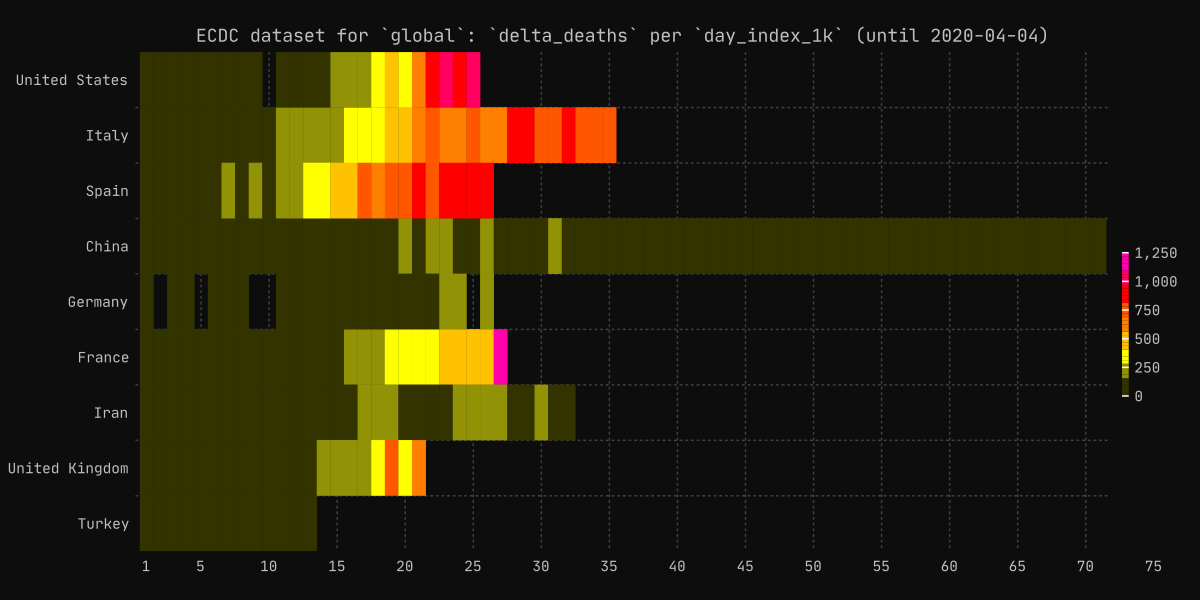 ECDC dataset for `global`: `delta_deaths` per `day_index_1k` (until 2020-04-04)
United States
Italy
Spain
China
Germany
France
Iran
United Kingdom
Turkey
1,250
1,000
750
500
250
0
1 5 10 15 20 25 30 35 40 45 50 55 60 65 70 75